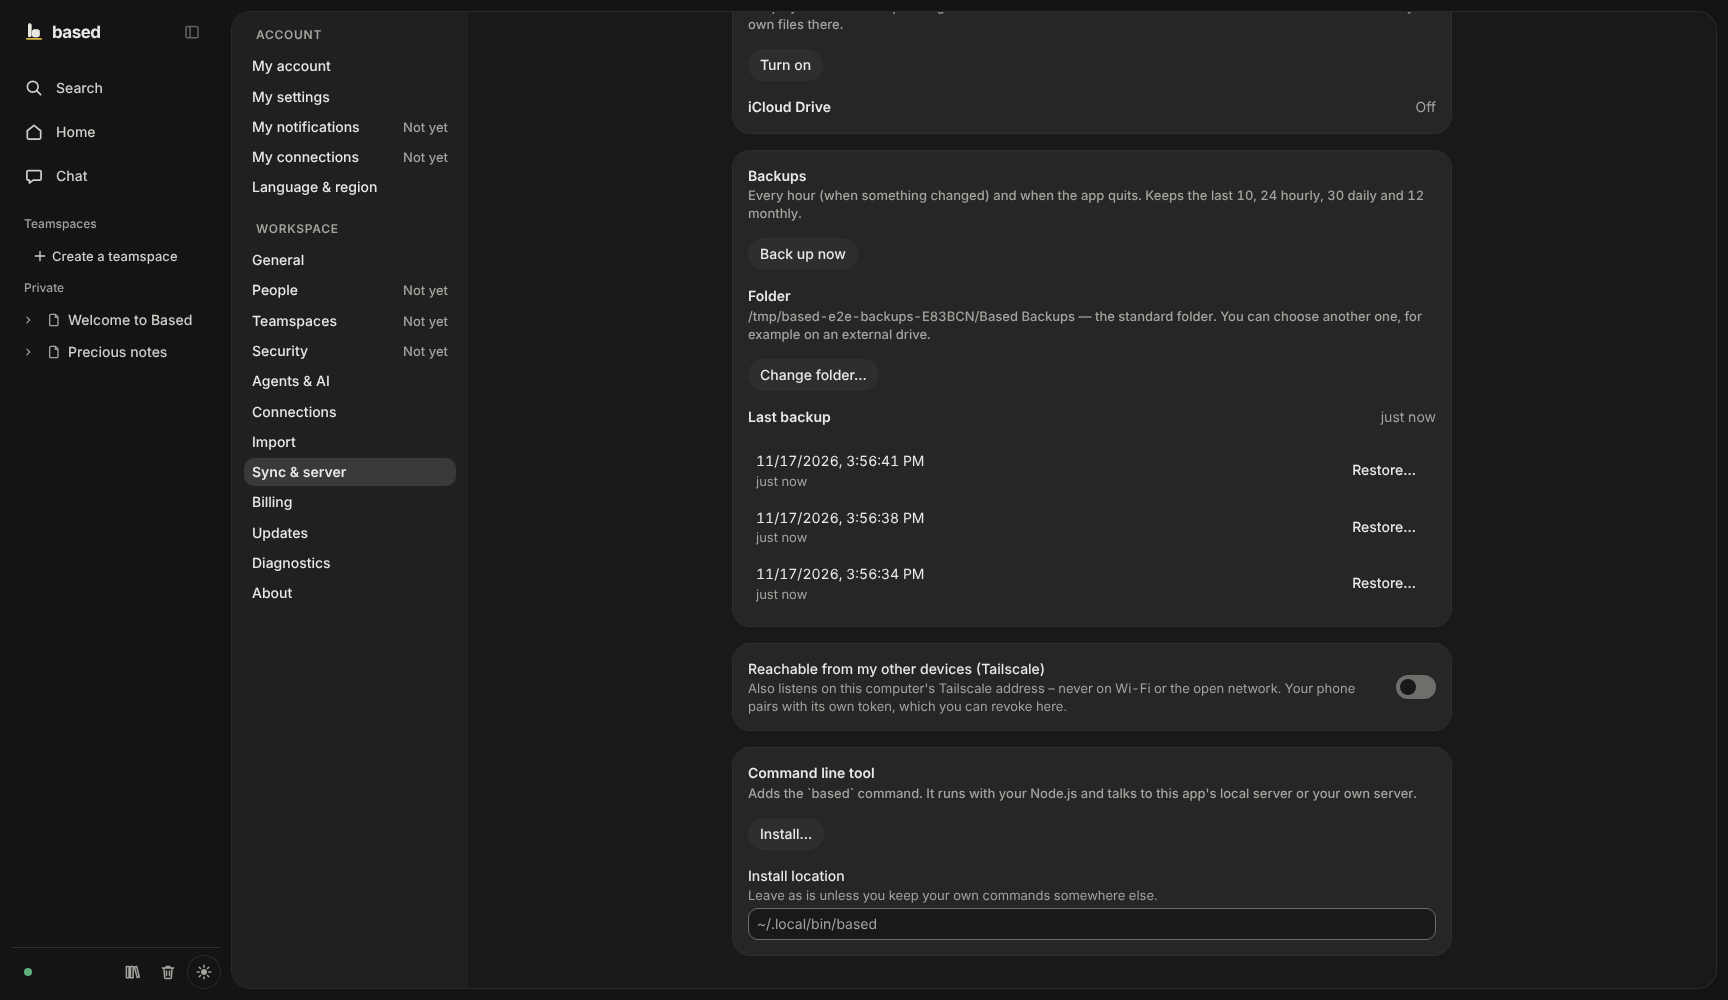 based
Search
Home
Chat
Teamspaces
Create a teamspace
Private
Welcome to Based
Precious notes
ACCOUNT
My account
My settings
My notifications Not yet
My connections Not yet
Language & region
WORKSPACE
General
People Not yet
Teamspaces Not yet
Security Not yet
Agents & AI
Connections
Import
Sync & server
Billing
Updates
Diagnostics
About
own files there.
Turn on
iCloud Drive Off
Backups
Every hour (when something changed) and when the app quits. Keeps the last 10, 24 hourly, 30 daily and 12
monthly.
Back up now
Folder
/tmp/based-e2e-backups-E83BCN/Based Backups — the standard folder. You can choose another one, for
example on an external drive.
Change folder...
Last backup just now
11/17/2026, 3:56:41 PM
just now
Restore...
11/17/2026, 3:56:38 PM
just now
Restore...
11/17/2026, 3:56:34 PM
just now
Restore...
Reachable from my other devices (Tailscale)
Also listens on this computer's Tailscale address – never on Wi-Fi or the open network. Your phone
pairs with its own token, which you can revoke here.
Command line tool
Adds the `based` command. It runs with your Node.js and talks to this app's local server or your own server.
Install...
Install location
Leave as is unless you keep your own commands somewhere else.
~/.local/bin/based